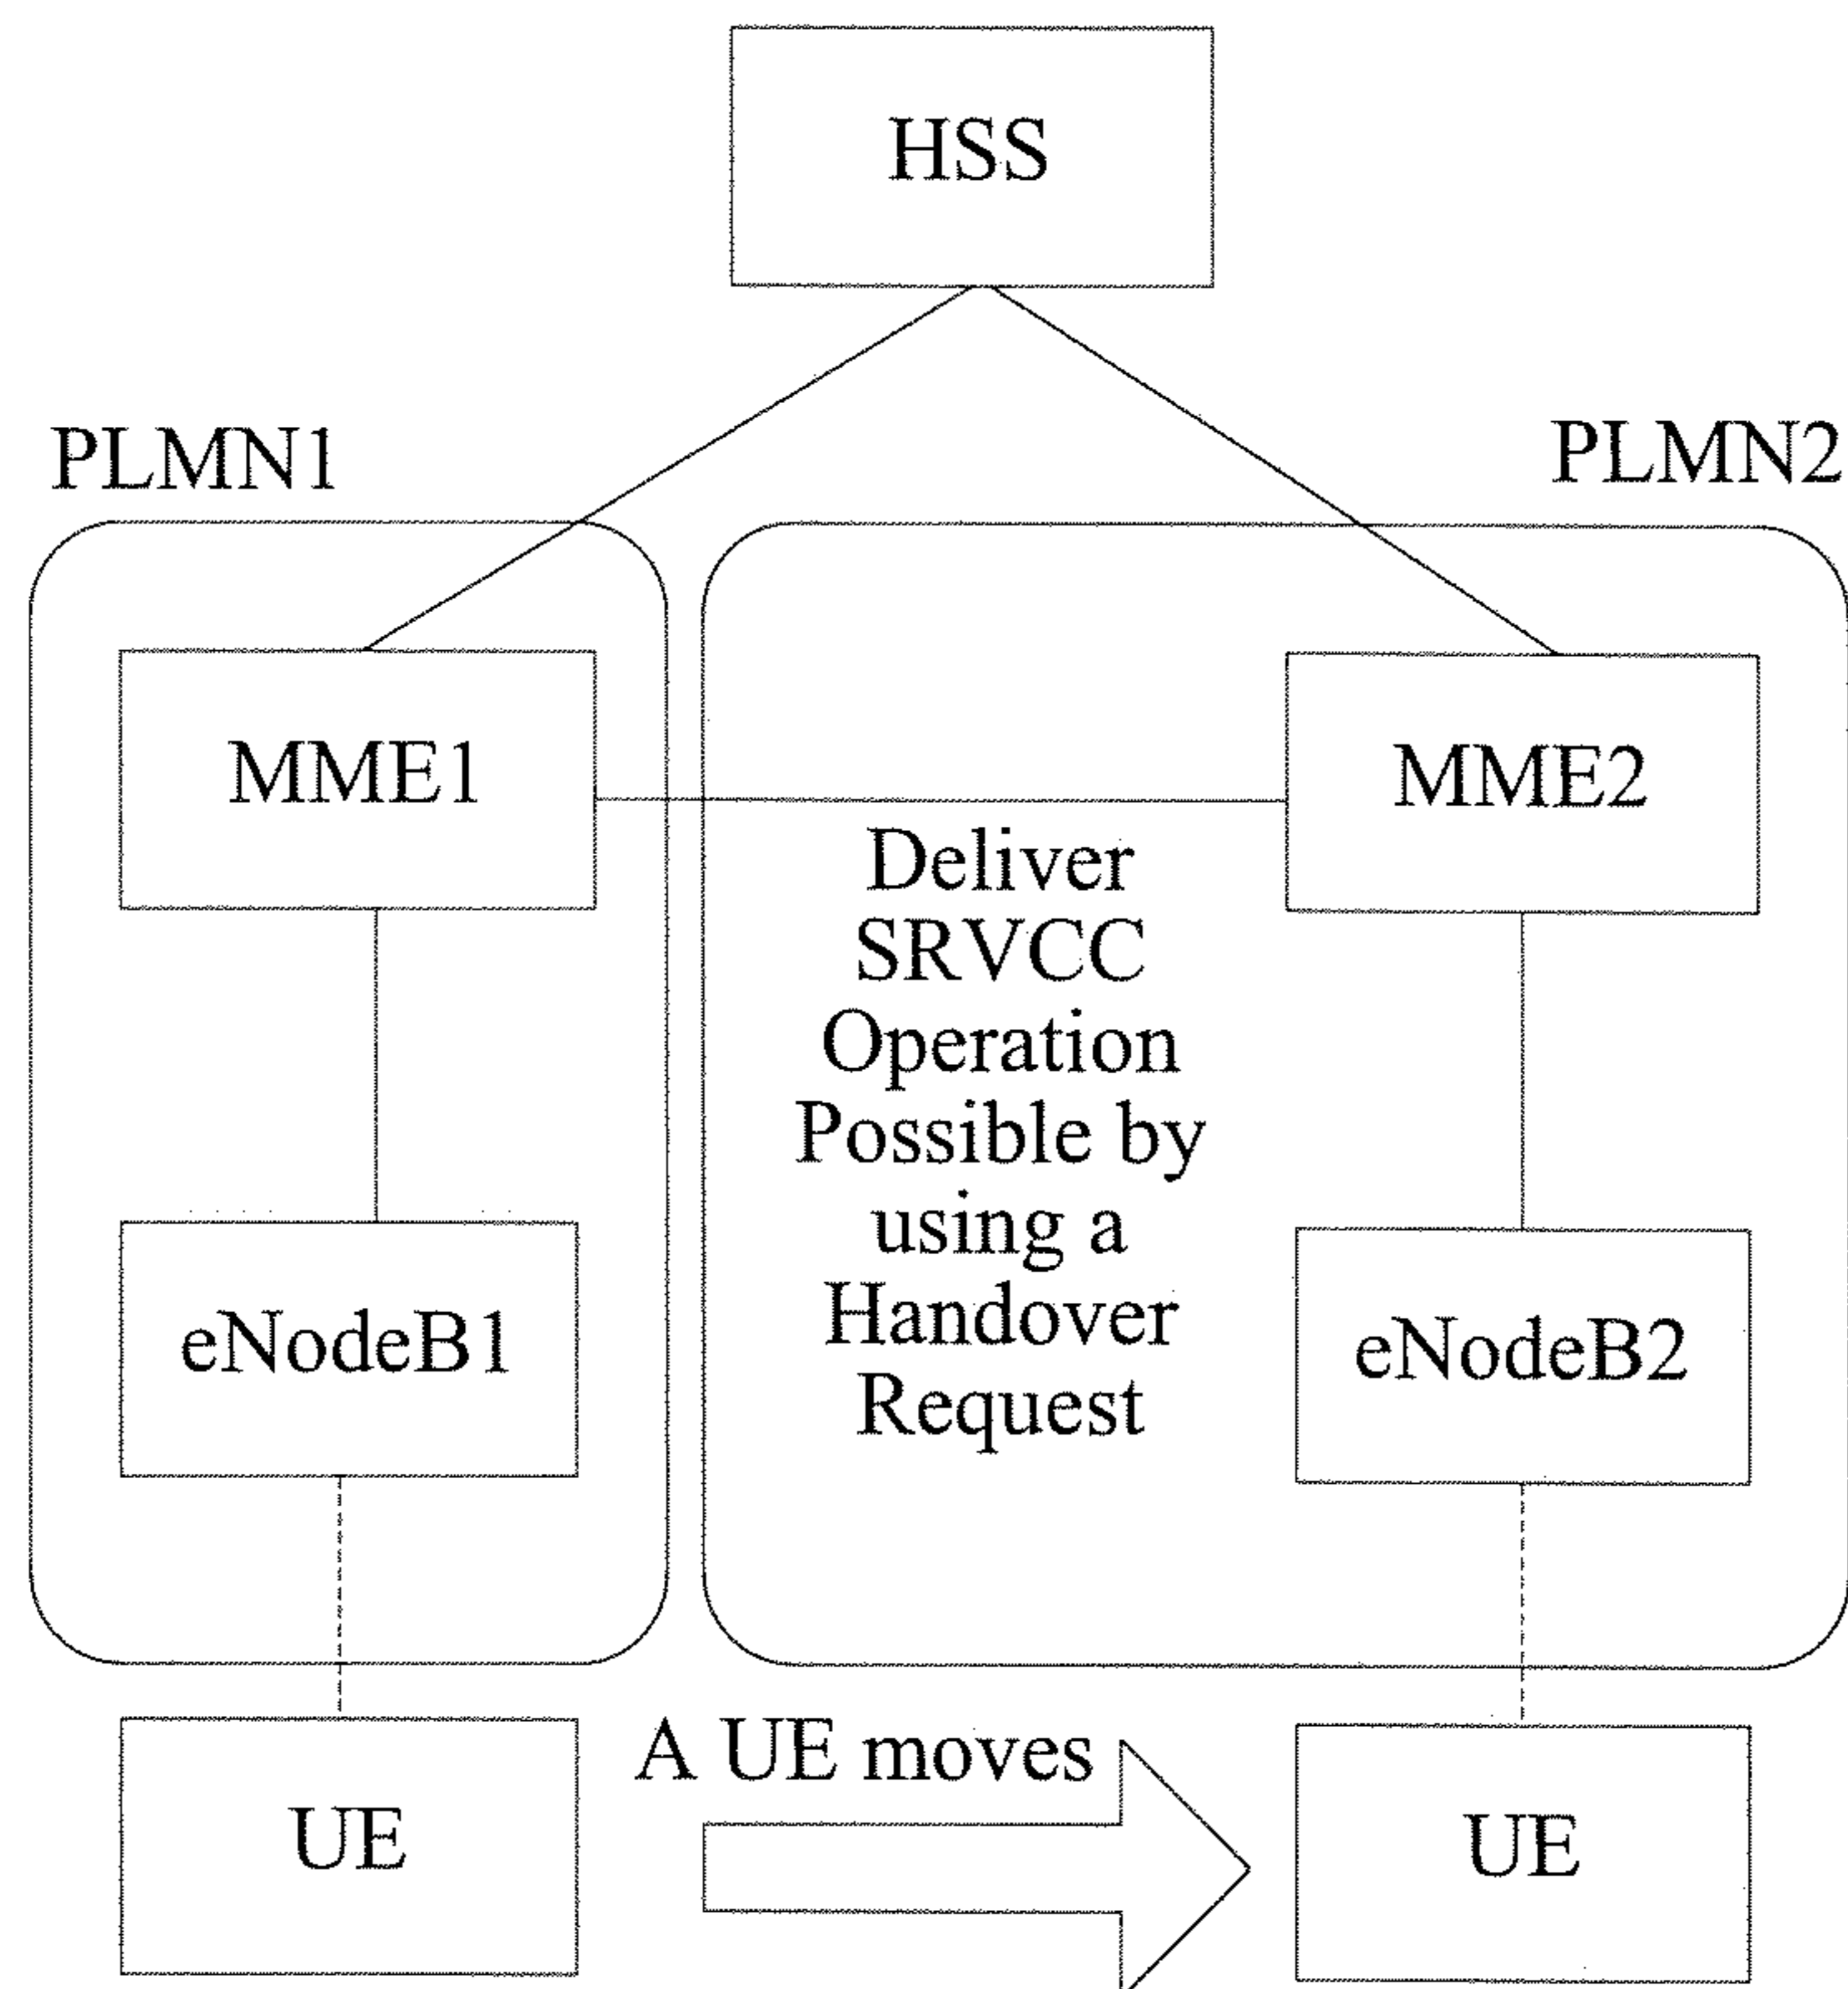 HSS
PLMN1
PLMN2
MME1
MME2
Deliver
SRVCC
Operation
Possible by
using a
Handover
Request
eNodeB1
eNodeB2
A UE moves
UE
UE